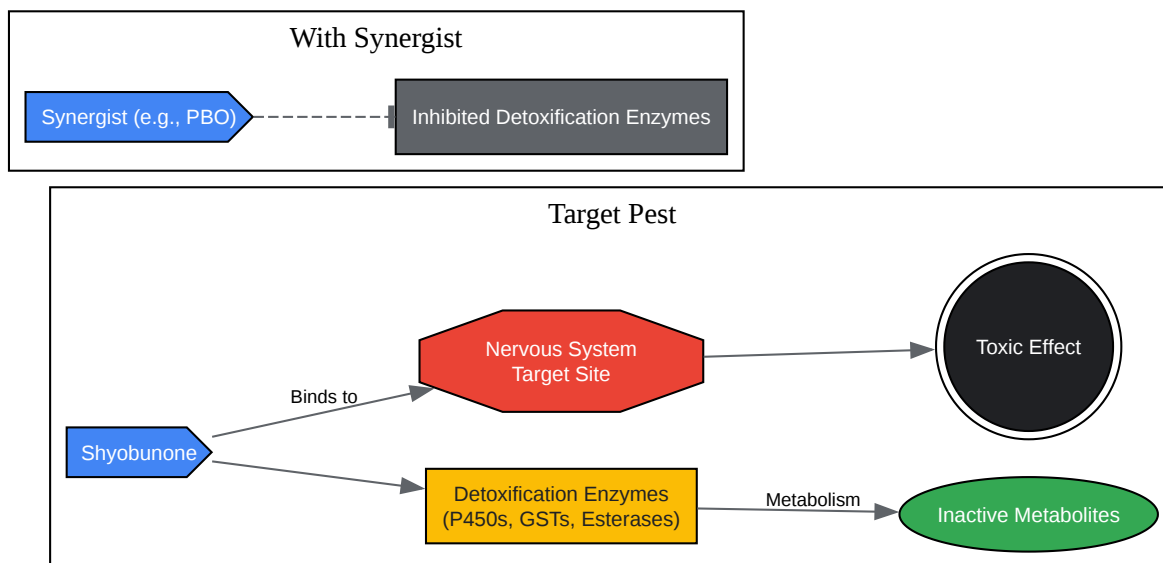 With Synergist
Synergist (e.g., PBO)
Inhibited Detoxification Enzymes
Target Pest
Nervous System
Target Site
Toxic Effect
Binds to
Shyobunone
Detoxification Enzymes
(P450s, GSTs, Esterases)
Metabolism
Inactive Metabolites